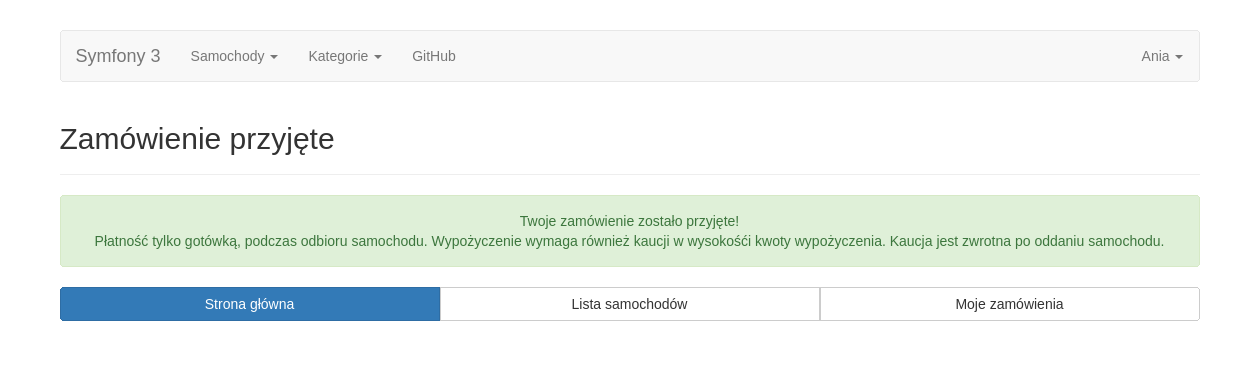 Symfony 3 Samochody Kategorie GitHub Ania
Zamówienie przyjęte
Twoje zamówienie zostało przyjęte!
Płatność tylko gotówką, podczas odbioru samochodu. Wypożyczenie wymaga również kaucji w wysokośći kwoty wypożyczenia. Kaucja jest zwrotna po oddaniu samochodu.
Strona główna Lista samochodów Moje zamówienia